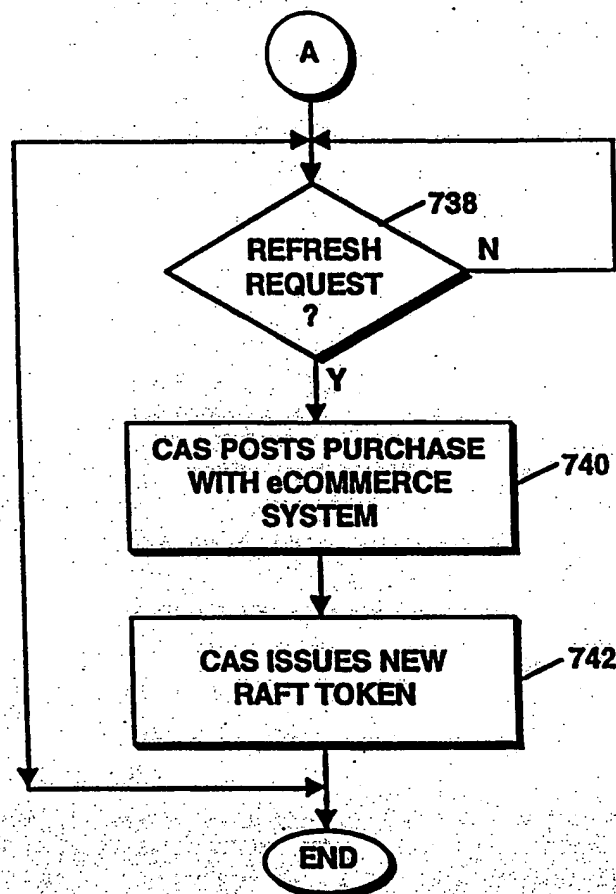 A
738
REFRESH
REQUEST
?
N
Y
CAS POSTS PURCHASE
WITH eCOMMERCE
SYSTEM
740
CAS ISSUES NEW
RAFT TOKEN
742
END